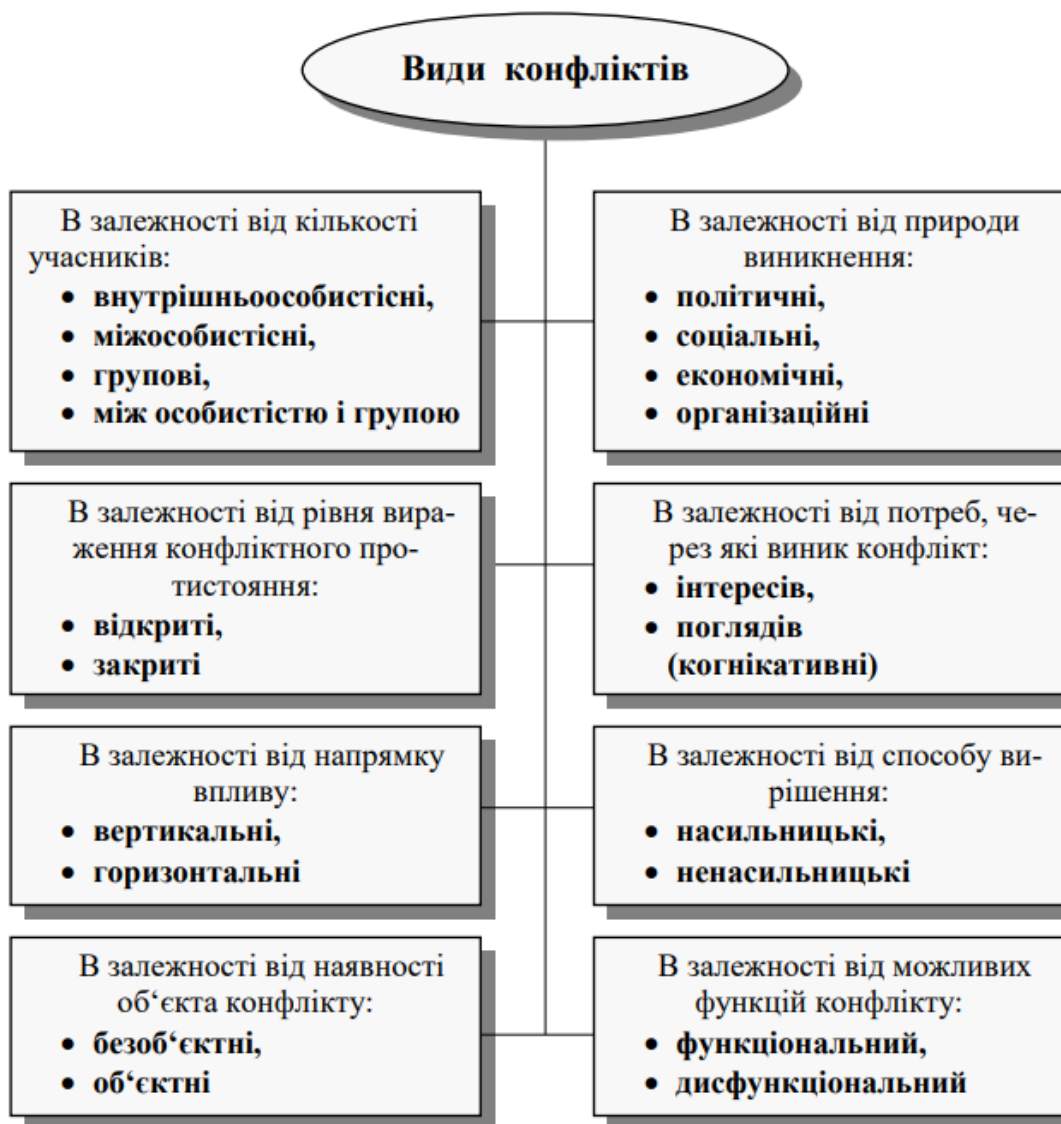 Види конфліктів
В залежності від кількості
учасників:
• внутрішньоособистісні,
• міжособистісні,
• групові,
• між особистістю і групою
В залежності від природи
виникнення:
• політичні,
• соціальні,
• економічні,
• організаційні
В залежності від рівня вира-
ження конфліктного про-
тистояння:
• відкриті,
• закриті
В залежності від потреб, че-
рез які виник конфлікт:
• інтересів,
• поглядів
(когнікативні)
В залежності від напрямку
впливу:
• вертикальні,
• горизонтальні
В залежності від способу ви-
рішення:
• насильницькі,
• ненасильницькі
В залежності від наявності
об‘єкта конфлікту:
• безоб‘єктні,
• об‘єктні
В залежності від можливих
функцій конфлікту:
• функціональний,
• дисфункціональний